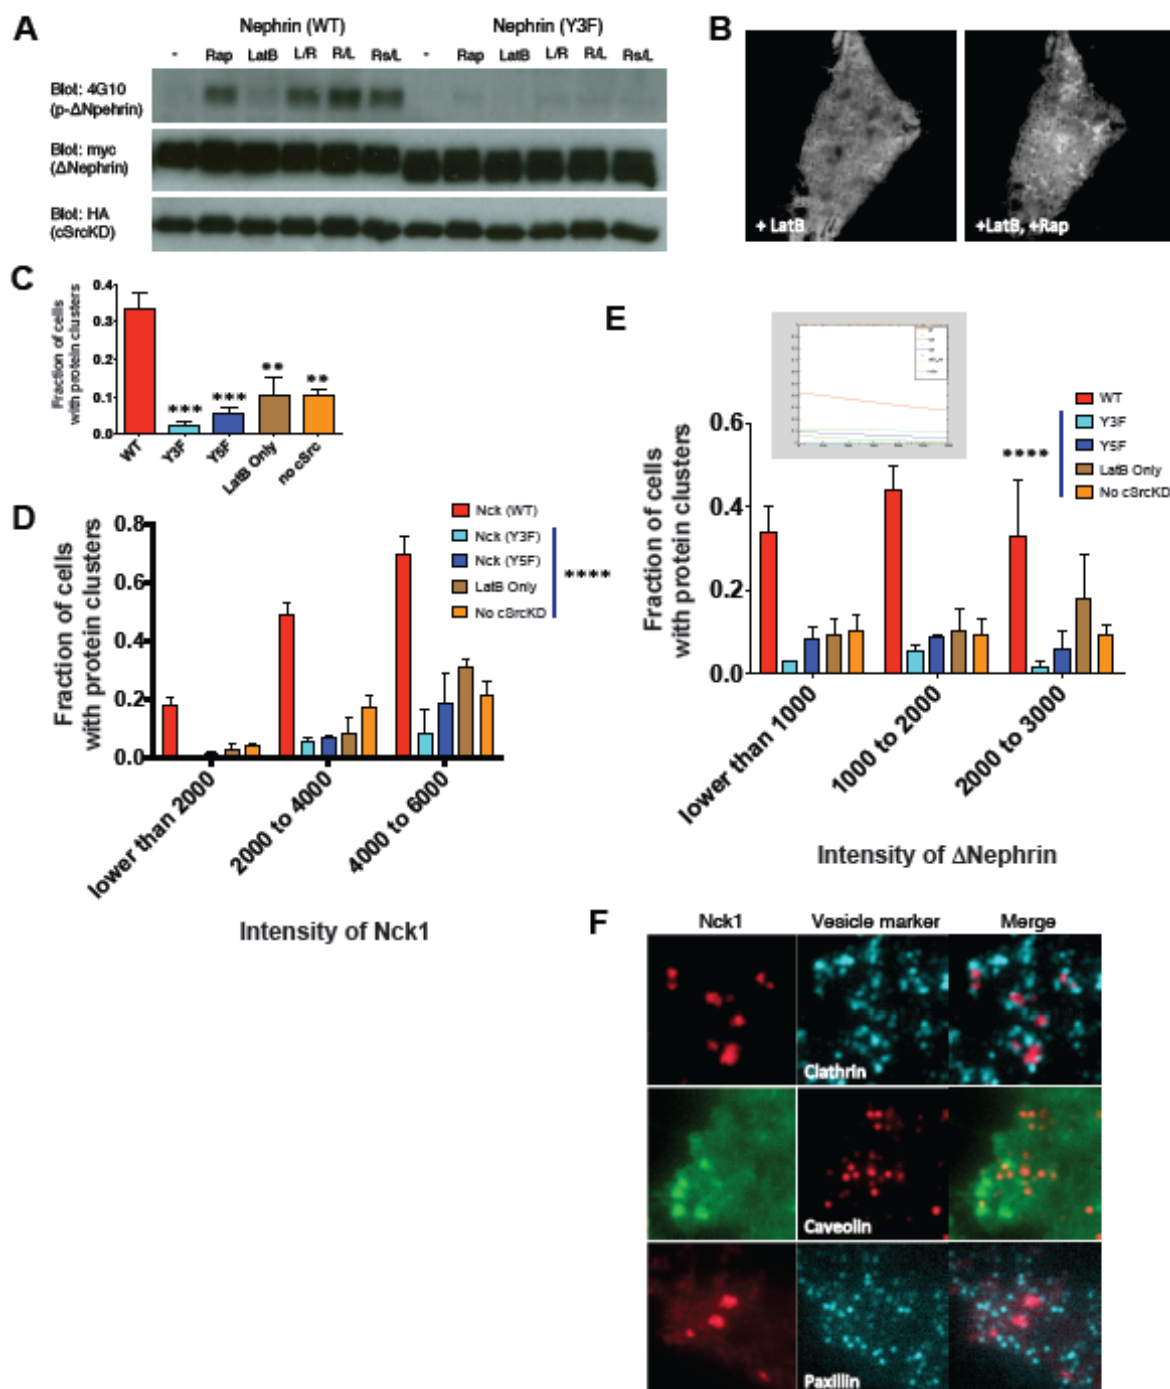 A
Nephrin (WT)
Nephrin (Y3F)
- Rap LatB L/R R/L Rs/L - Rap LatB L/R R/L Rs/L
Blot: 4G10
(p-ΔNpehrin)
Blot: myc
(ΔNephrin)
Blot: HA
(cSrcKD)
B
+ LatB
+LatB, +Rap
C
Fraction of cells
with protein clusters
0.4
0.3
0.2
0.1
0.0
***
***
**
**
WT
Y3F
Y5F
LatB Only
no cSrc
D
Fraction of cells
with protein clusters
0.8
0.6
0.4
0.2
0.0
Nck (WT)
Nck (Y3F)
Nck (Y5F)
LatB Only
No cSrcKD
****
lower than 2000
2000 to 4000
4000 to 6000
Intensity of Nck1
E
Fraction of cells
with protein clusters
0.6
0.4
0.2
0.0
WT
Y3F
Y5F
LatB Only
No cSrcKD
****
lower than 1000
1000 to 2000
2000 to 3000
Intensity of ΔNephrin
F
Nck1 Vesicle marker Merge
Clathrin
Caveolin
Paxillin